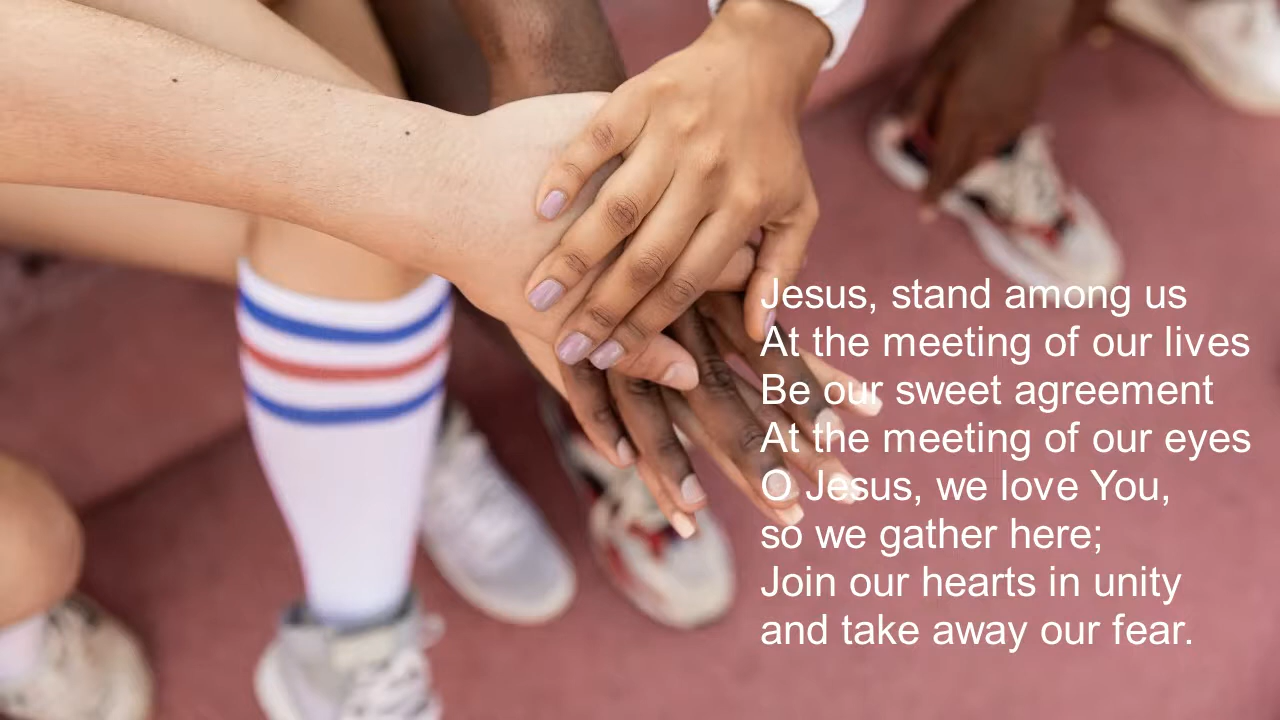 Jesus, stand among us
At the meeting of our lives
Be our sweet agreement
At the meeting of our eyes
O Jesus, we love You,
so we gather here;
Join our hearts in unity
and take away our fear.